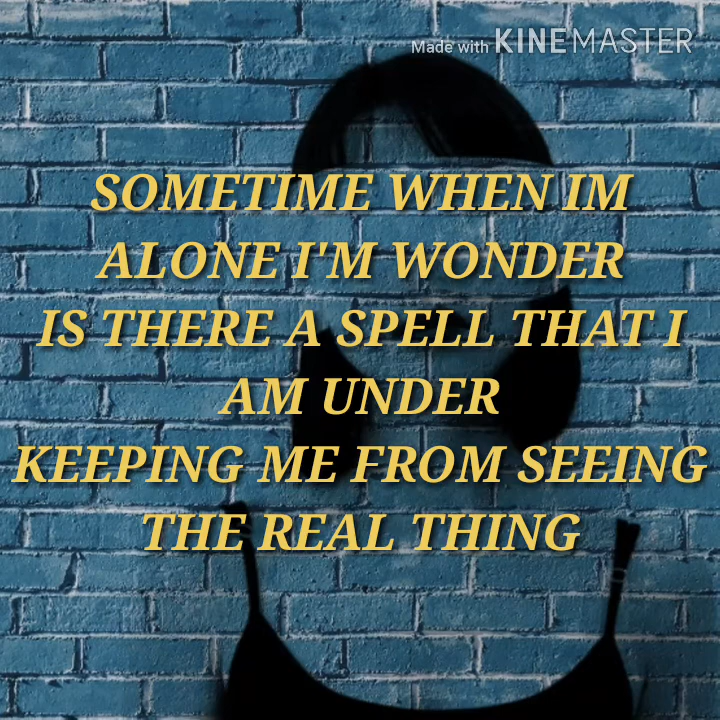 Made with KINEMASTER
SOMETIME WHEN IM
ALONE I'M WONDER
IS THERE A SPELL THAT I
AM UNDER
KEEPING ME FROM SEEING
THE REAL THING